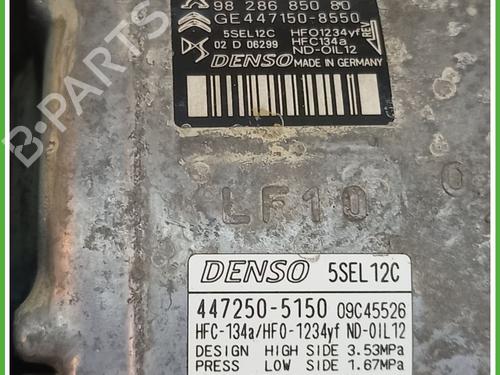 98 286 850 80
GE447150-8550
5SEL12C HFO1234yf
HFC134a
02 D 06299 ND-OIL12
REV
DENSO MADE IN GERMANY
B-PARTS
LF10
DENSO 5SEL12C
447250-5150 09C45526
HFC-134a/HFO-1234yf ND-OIL12
DESIGN HIGH SIDE 3.53MPa
PRESS LOW SIDE 1.67MPa